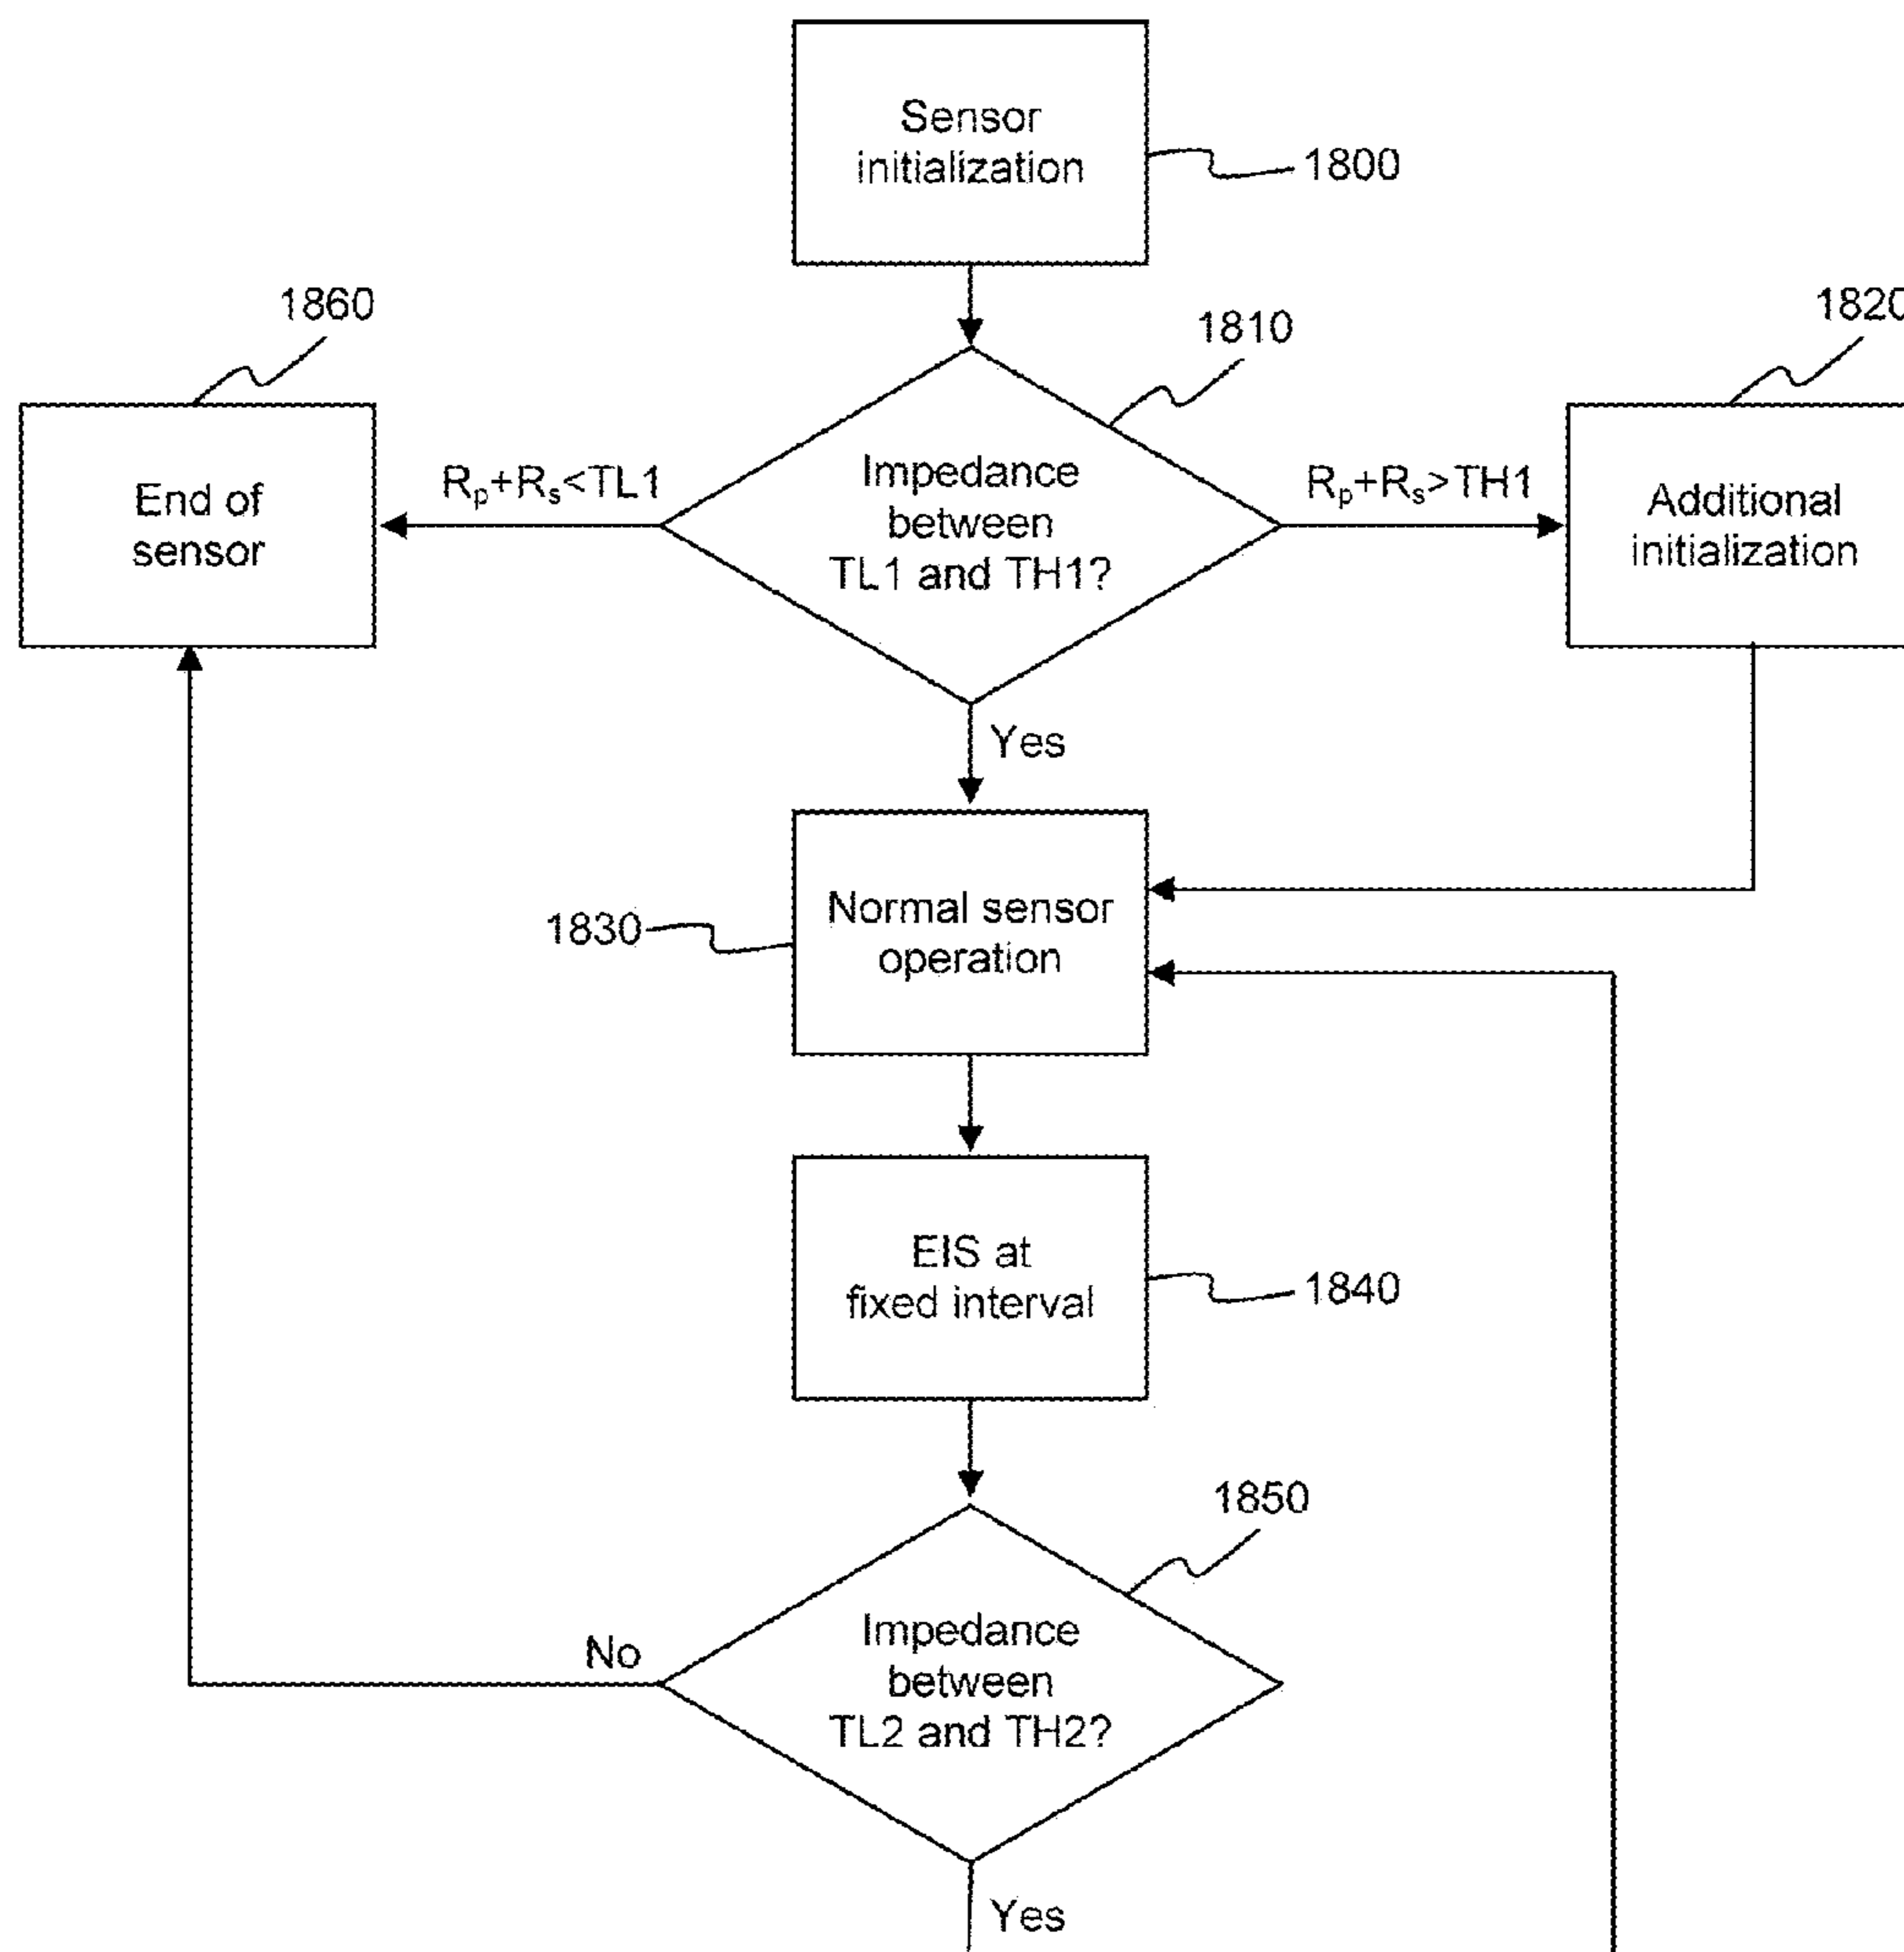 Sensor
initialization
1800
1860
1810
1820
End of
sensor
Rₚ+Rₛ<TL1
Impedance
between
TL1 and TH1?
Rₚ+Rₛ>TH1
Additional
initialization
Yes
1830
Normal sensor
operation
EIS at
fixed interval
1840
1850
Impedance
between
TL2 and TH2?
No
Yes